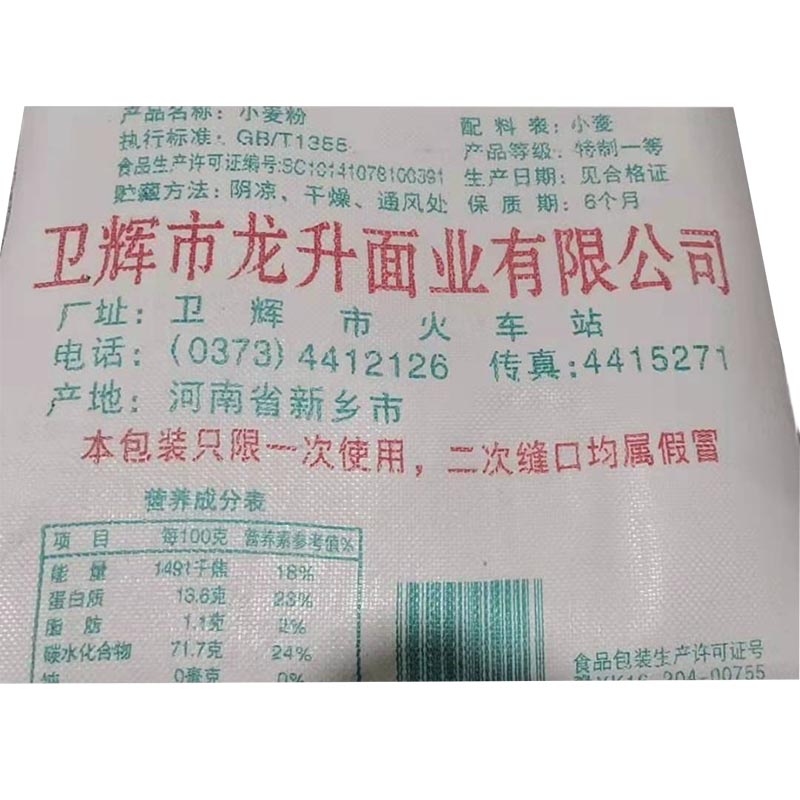 产品名称：小麦粉
配料表：小麦
执行标准：GB/T1355
产品等级：特制一等
食品生产许可证编号:SC10141078100391
生产日期：见合格证
贮藏方法：阴凉、干燥、通风处
保质期：6个月
卫辉市龙升面业有限公司
厂址：卫辉市火车站
电话：(0373)4412126 传真:4415271
产地：河南省新乡市
本包装只限一次使用，二次缝口均属假冒
营养成分表
项目 每100克 营养素参考值%
能量 1491千焦 18%
蛋白质 13.6克 23%
脂肪 1.1克 2%
碳水化合物 71.7克 24%
钠 0毫克 0%
食品包装生产许可证号
豫XK16-204-00755